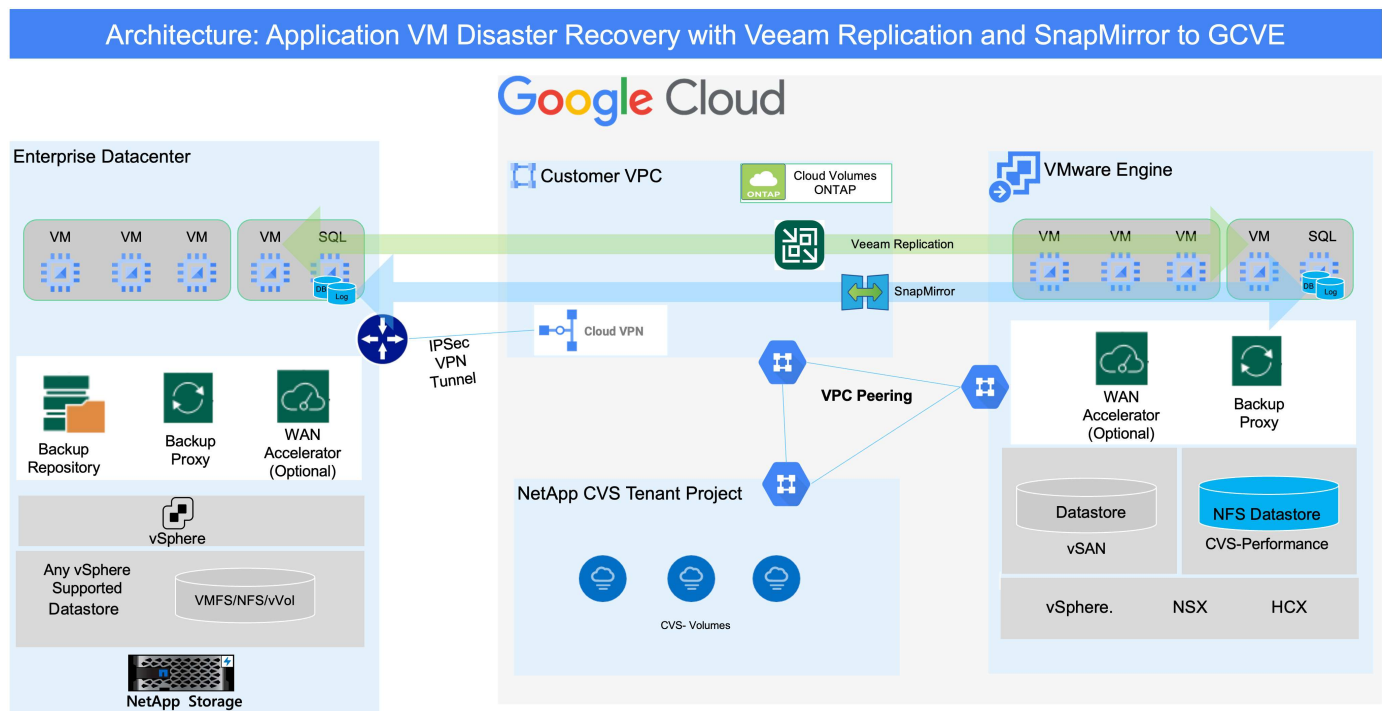 Architecture: Application VM Disaster Recovery with Veeam Replication and SnapMirror to GCVE
Google Cloud
Enterprise Datacenter
VM
VM
VM
VM
SQL
DB
Log
IPSec
VPN
Tunnel
Backup
Repository
Backup
Proxy
WAN
Accelerator
(Optional)
vSphere
Any vSphere
Supported
Datastore
VMFS/NFS/vVol
NetApp Storage
Customer VPC
ONTAP
Cloud Volumes
ONTAP
Veeam Replication
SnapMirror
Cloud VPN
VPC Peering
NetApp CVS Tenant Project
CVS- Volumes
VMware Engine
VM
VM
VM
VM
SQL
DB
Log
WAN
Accelerator
(Optional)
Backup
Proxy
Datastore
vSAN
NFS Datastore
CVS-Performance
vSphere.
NSX
HCX